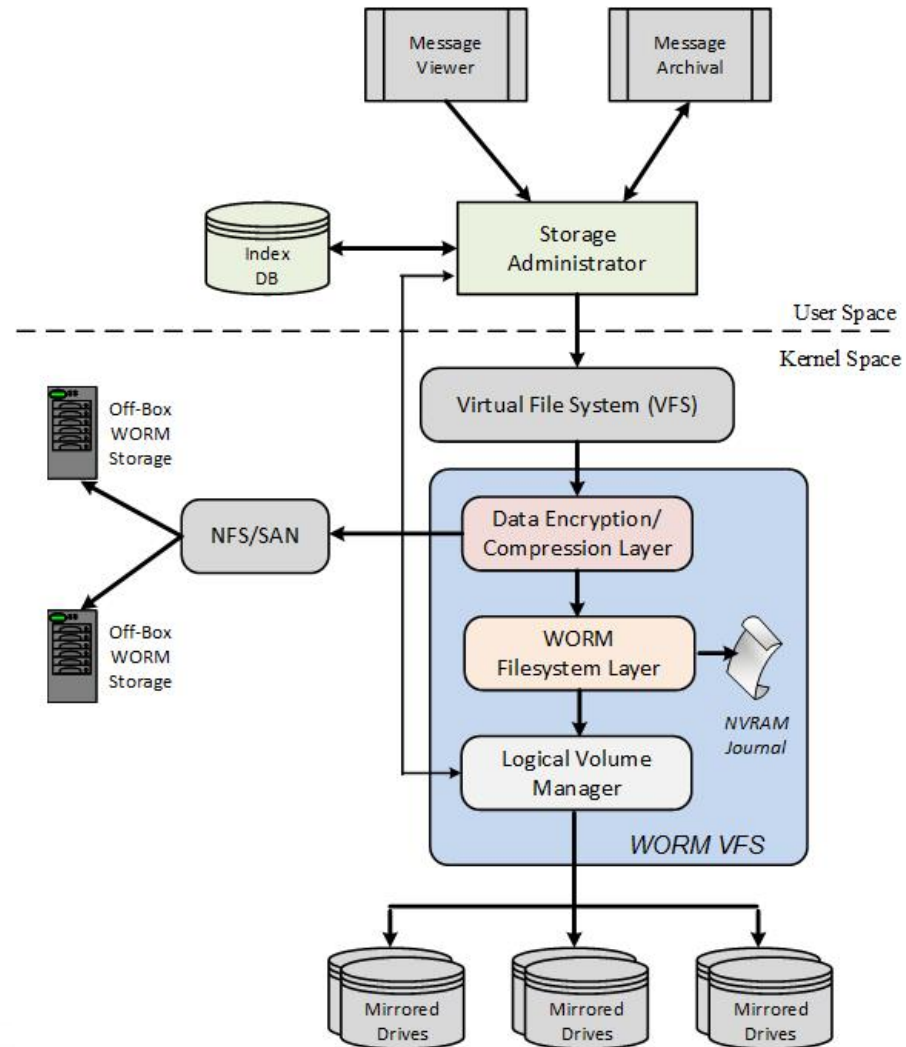 Message
Viewer
Message
Archival
Storage
Administrator
Index
DB
User Space
Kernel Space
Virtual File System (VFS)
Off-Box
WORM
Storage
Data Encryption/
Compression Layer
NFS/SAN
Off-Box
WORM
Storage
WORM
Filesystem Layer
NVRAM
Journal
Logical Volume
Manager
WORM VFS
Mirrored
Drives
Mirrored
Drives
Mirrored
Drives